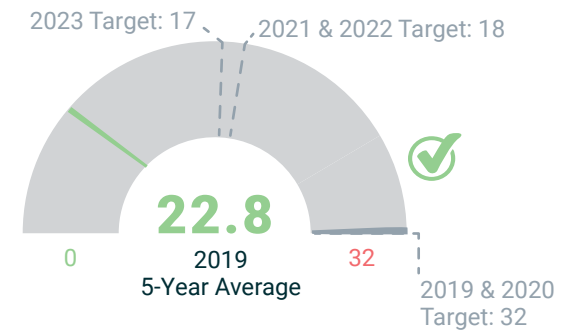 2023 Target: 17
2021 & 2022 Target: 18
22.8
0
2019
32
5-Year Average
2019 & 2020
Target: 32